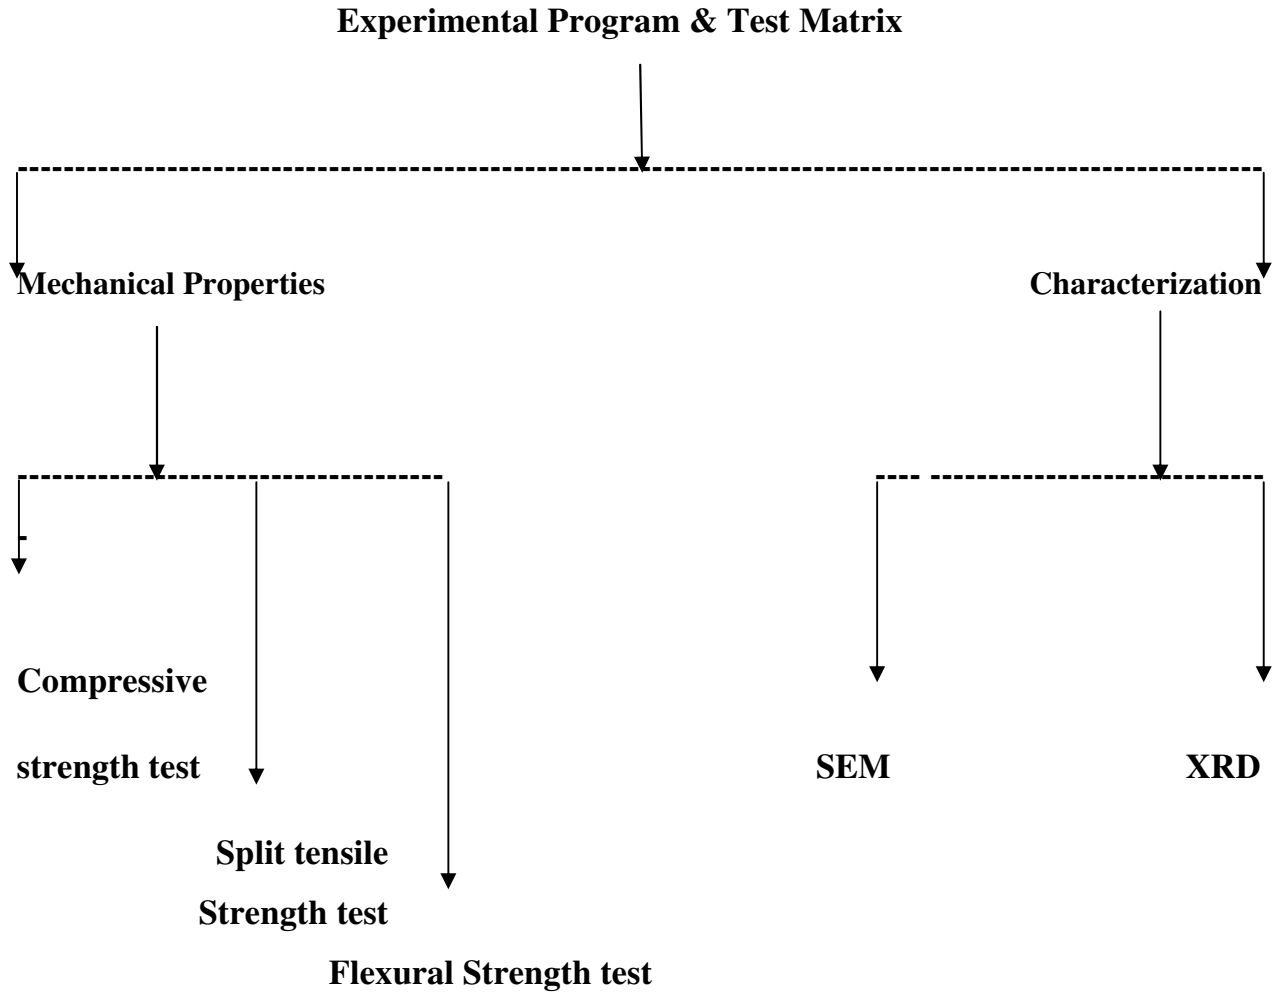 Experimental Program & Test Matrix
Mechanical Properties
Characterization
Compressive
strength test
SEM
XRD
Split tensile
Strength test
Flexural Strength test